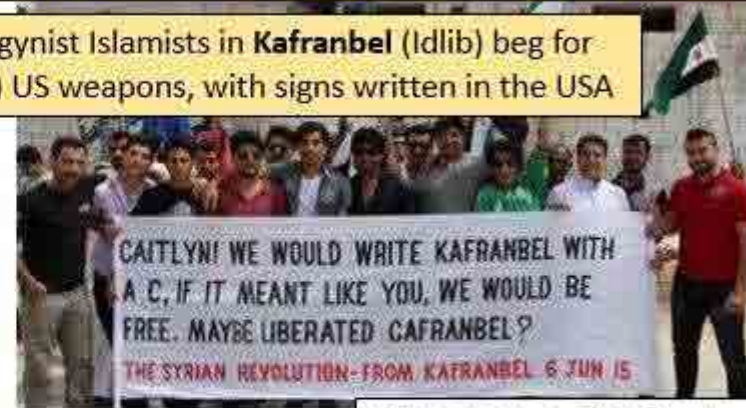 gynist Islamists in Kafranbel (Idlib) beg for
) US weapons, with signs written in the USA
CAITLYN! WE WOULD WRITE KAFRANBEL WITH
A C, IF IT MEANT LIKE YOU, WE WOULD BE
FREE. MAYBE LIBERATED CAFRANBEL?
THE SYRIAN REVOLUTION-FROM KAFRANBEL 6 JUN 15